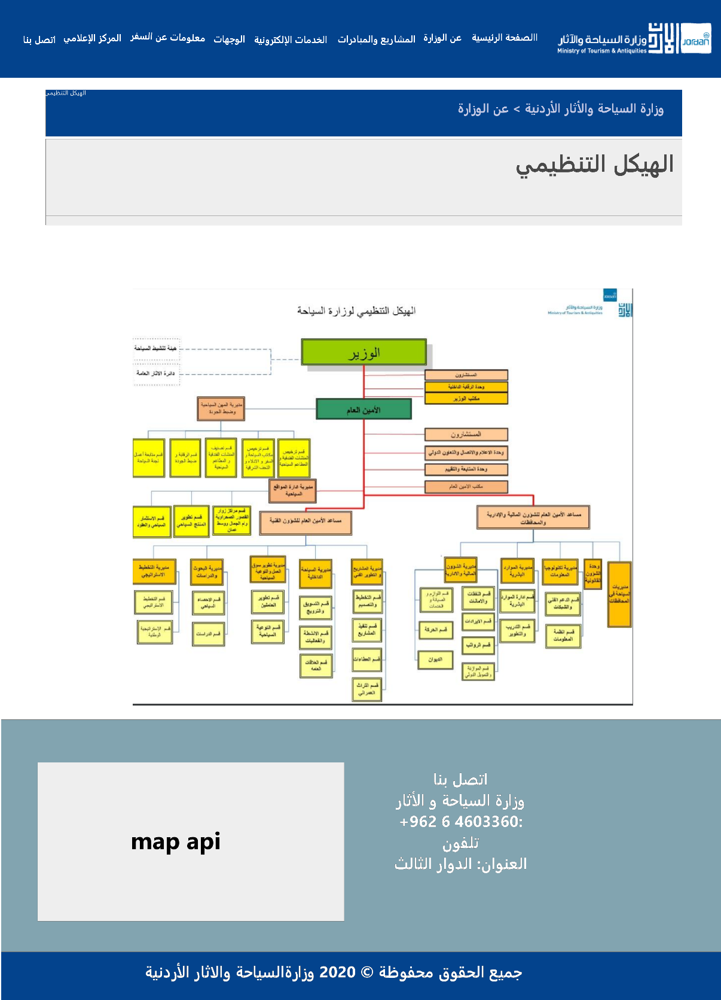 االصفحة الرئيسية
عن الوزارة
المشاريع والمبادرات
الخدمات الإلكترونية
الوجهات
معلومات عن السفر
المركز الإعلامي
اتصل بنا
وزارة السياحة والآثار
Ministry of Tourism & Antiquities
Jordan
وزارة السياحة والأثار الأردنية > عن الوزارة
الهيكل التنظيمي
الهيكل التنظيمي
الهيكل التنظيمي لوزارة السياحة
Jordan
وزارة السياحة والآثار
Ministry of Tourism & Antiquities
الوزير
هيئة تنشيط السياحة
دائرة الاثار العامة
المستشارون
وحدة الرقابة الداخلية
مكتب الوزير
الأمين العام
مديرية المهن السياحية
وضبط الجودة
المستشارون
وحدة الاعلام والاتصال والتعاون الدولي
وحدة المتابعة والتقييم
مكتب الامين العام
قسم ترخيص
المنشات الفندقية و
المطاعم السياحية
قسم ترخيص
مكاتب السياحة و
السفر و الادلاء و
التحف الشرقية
قسم تصنيف
المنشات الفندقية
و المطاعم
السياحية
قسم الرقابة و
ضبط الجودة
قسم متابعة أعمال
لجنة السياحة
مديرية ادارة المواقع
السياحية
قسم مراكز زوار
القصور الصحراوية
وام الجمال ووسط
عمان
قسم تطوير
المنتج السياحي
قسم الاستثمار
السياحي والعقود
مساعد الأمين العام للشؤون المالية والإدارية
والمحافظات
مساعد الأمين العام للشؤون الفنية
مديريات
السياحة في
المحافظات
وحدة
الشؤون
القانونية
مديرية تكنولوجيا
المعلومات
مديرية الموارد
البشرية
مديرية الشؤون
المالية والادارية
مديرية المشاريع
و التطوير الفني
مديرية السياحة
الداخلية
مديرية تطوير سوق
العمل والتوعية
السياحية
مديرية البحوث
والدراسات
مديرية التخطيط
الاستراتيجي
قسم الدعم الفني
والشبكات
قسم انظمة
المعلومات
قسم ادارة الموارد
البشرية
قسم التدريب
والتطوير
قسم النفقات
والامانات
قسم الايرادات
قسم الرواتب
قسم الموازنة
والتمويل الدولي
قسم اللوازم و
الصيانة و
الخدمات
قسم الحركة
الديوان
قسم التخطيط
والتصميم
قسم تنفيذ
المشاريع
قسم العطاءات
قسم التراث
العمراني
قسم التسويق
والترويج
قسم الانشطة
والفعاليات
قسم العلاقات
العامه
قسم تطوير
العاملين
قسم التوعية
السياحية
قسم الاحصاء
السياحي
قسم الدراسات
قسم التخطيط
الاستراتيجي
قسم الإستراتيجية
الوطنية
اتصل بنا
وزارة السياحة و الأثار
+962 6 4603360:
تلفون
العنوان: الدوار الثالث
map api
جميع الحقوق محفوظة © 2020 وزارةالسياحة والاثار الأردنية